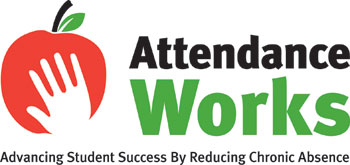 Attendance
Works
Advancing Student Success By Reducing Chronic Absence